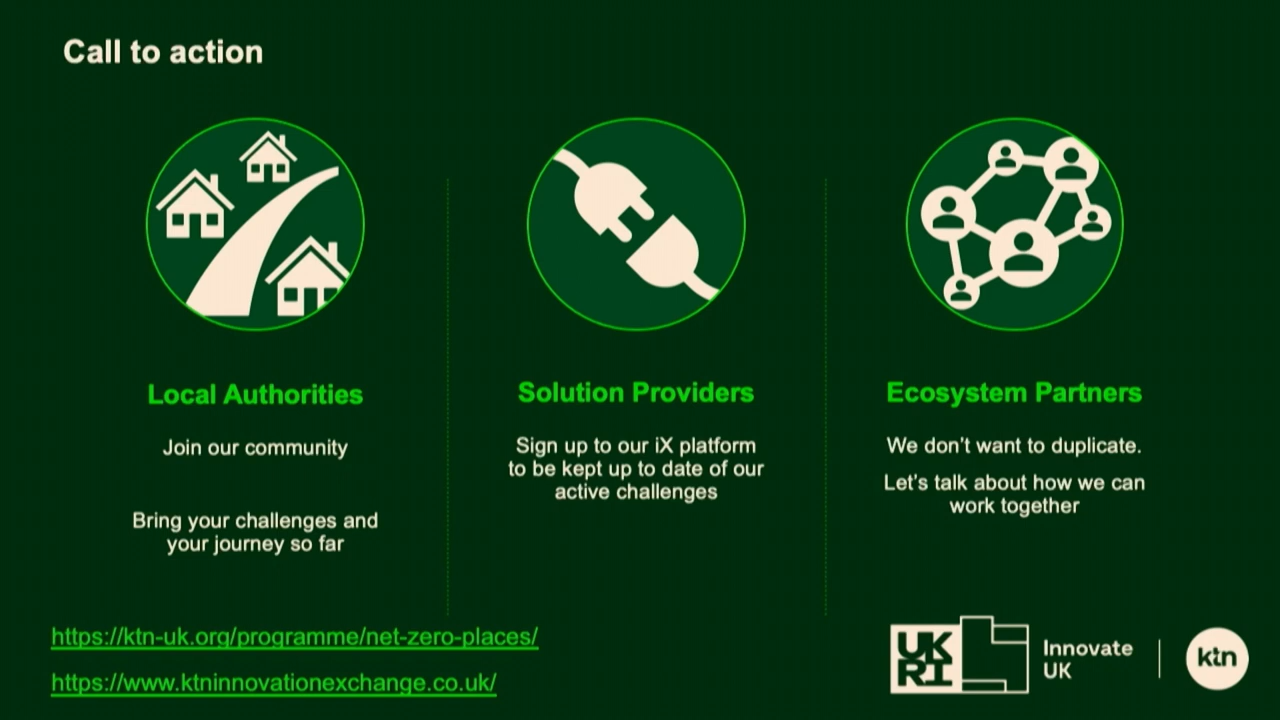 Call to action
Local Authorities
Join our community
Bring your challenges and
your journey so far
Solution Providers
Sign up to our iX platform
to be kept up to date of our
active challenges
Ecosystem Partners
We don't want to duplicate.
Let's talk about how we can
work together
https://ktn-uk.org/programme/net-zero-places/
https://www.ktninnovationexchange.co.uk/
UK
RI
Innovate
UK
ktn